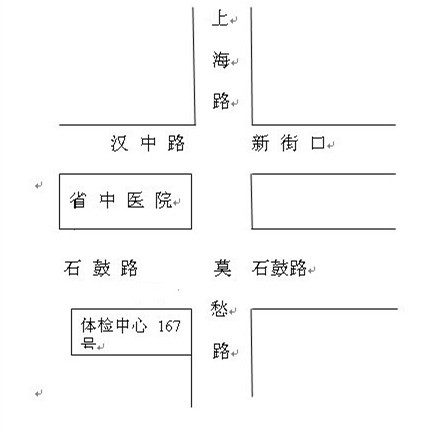 上
海
路
汉 中 路 新 街 口
省 中 医 院
石 鼓 路 莫 石鼓路
愁
路
体检中心 167
号